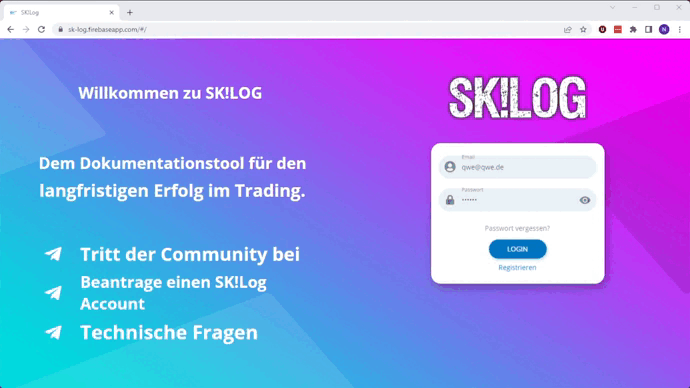 SK!Log
sk-log.firebaseapp.com/#/
N
Willkommen zu SK!LOG
Dem Dokumentationstool für den
langfristigen Erfolg im Trading.
Tritt der Community bei
Beantrage einen SK!Log
Account
Technische Fragen
SK!LOG
Email
qwe@qwe.de
Passwort
••••••
Passwort vergessen?
LOGIN
Registrieren